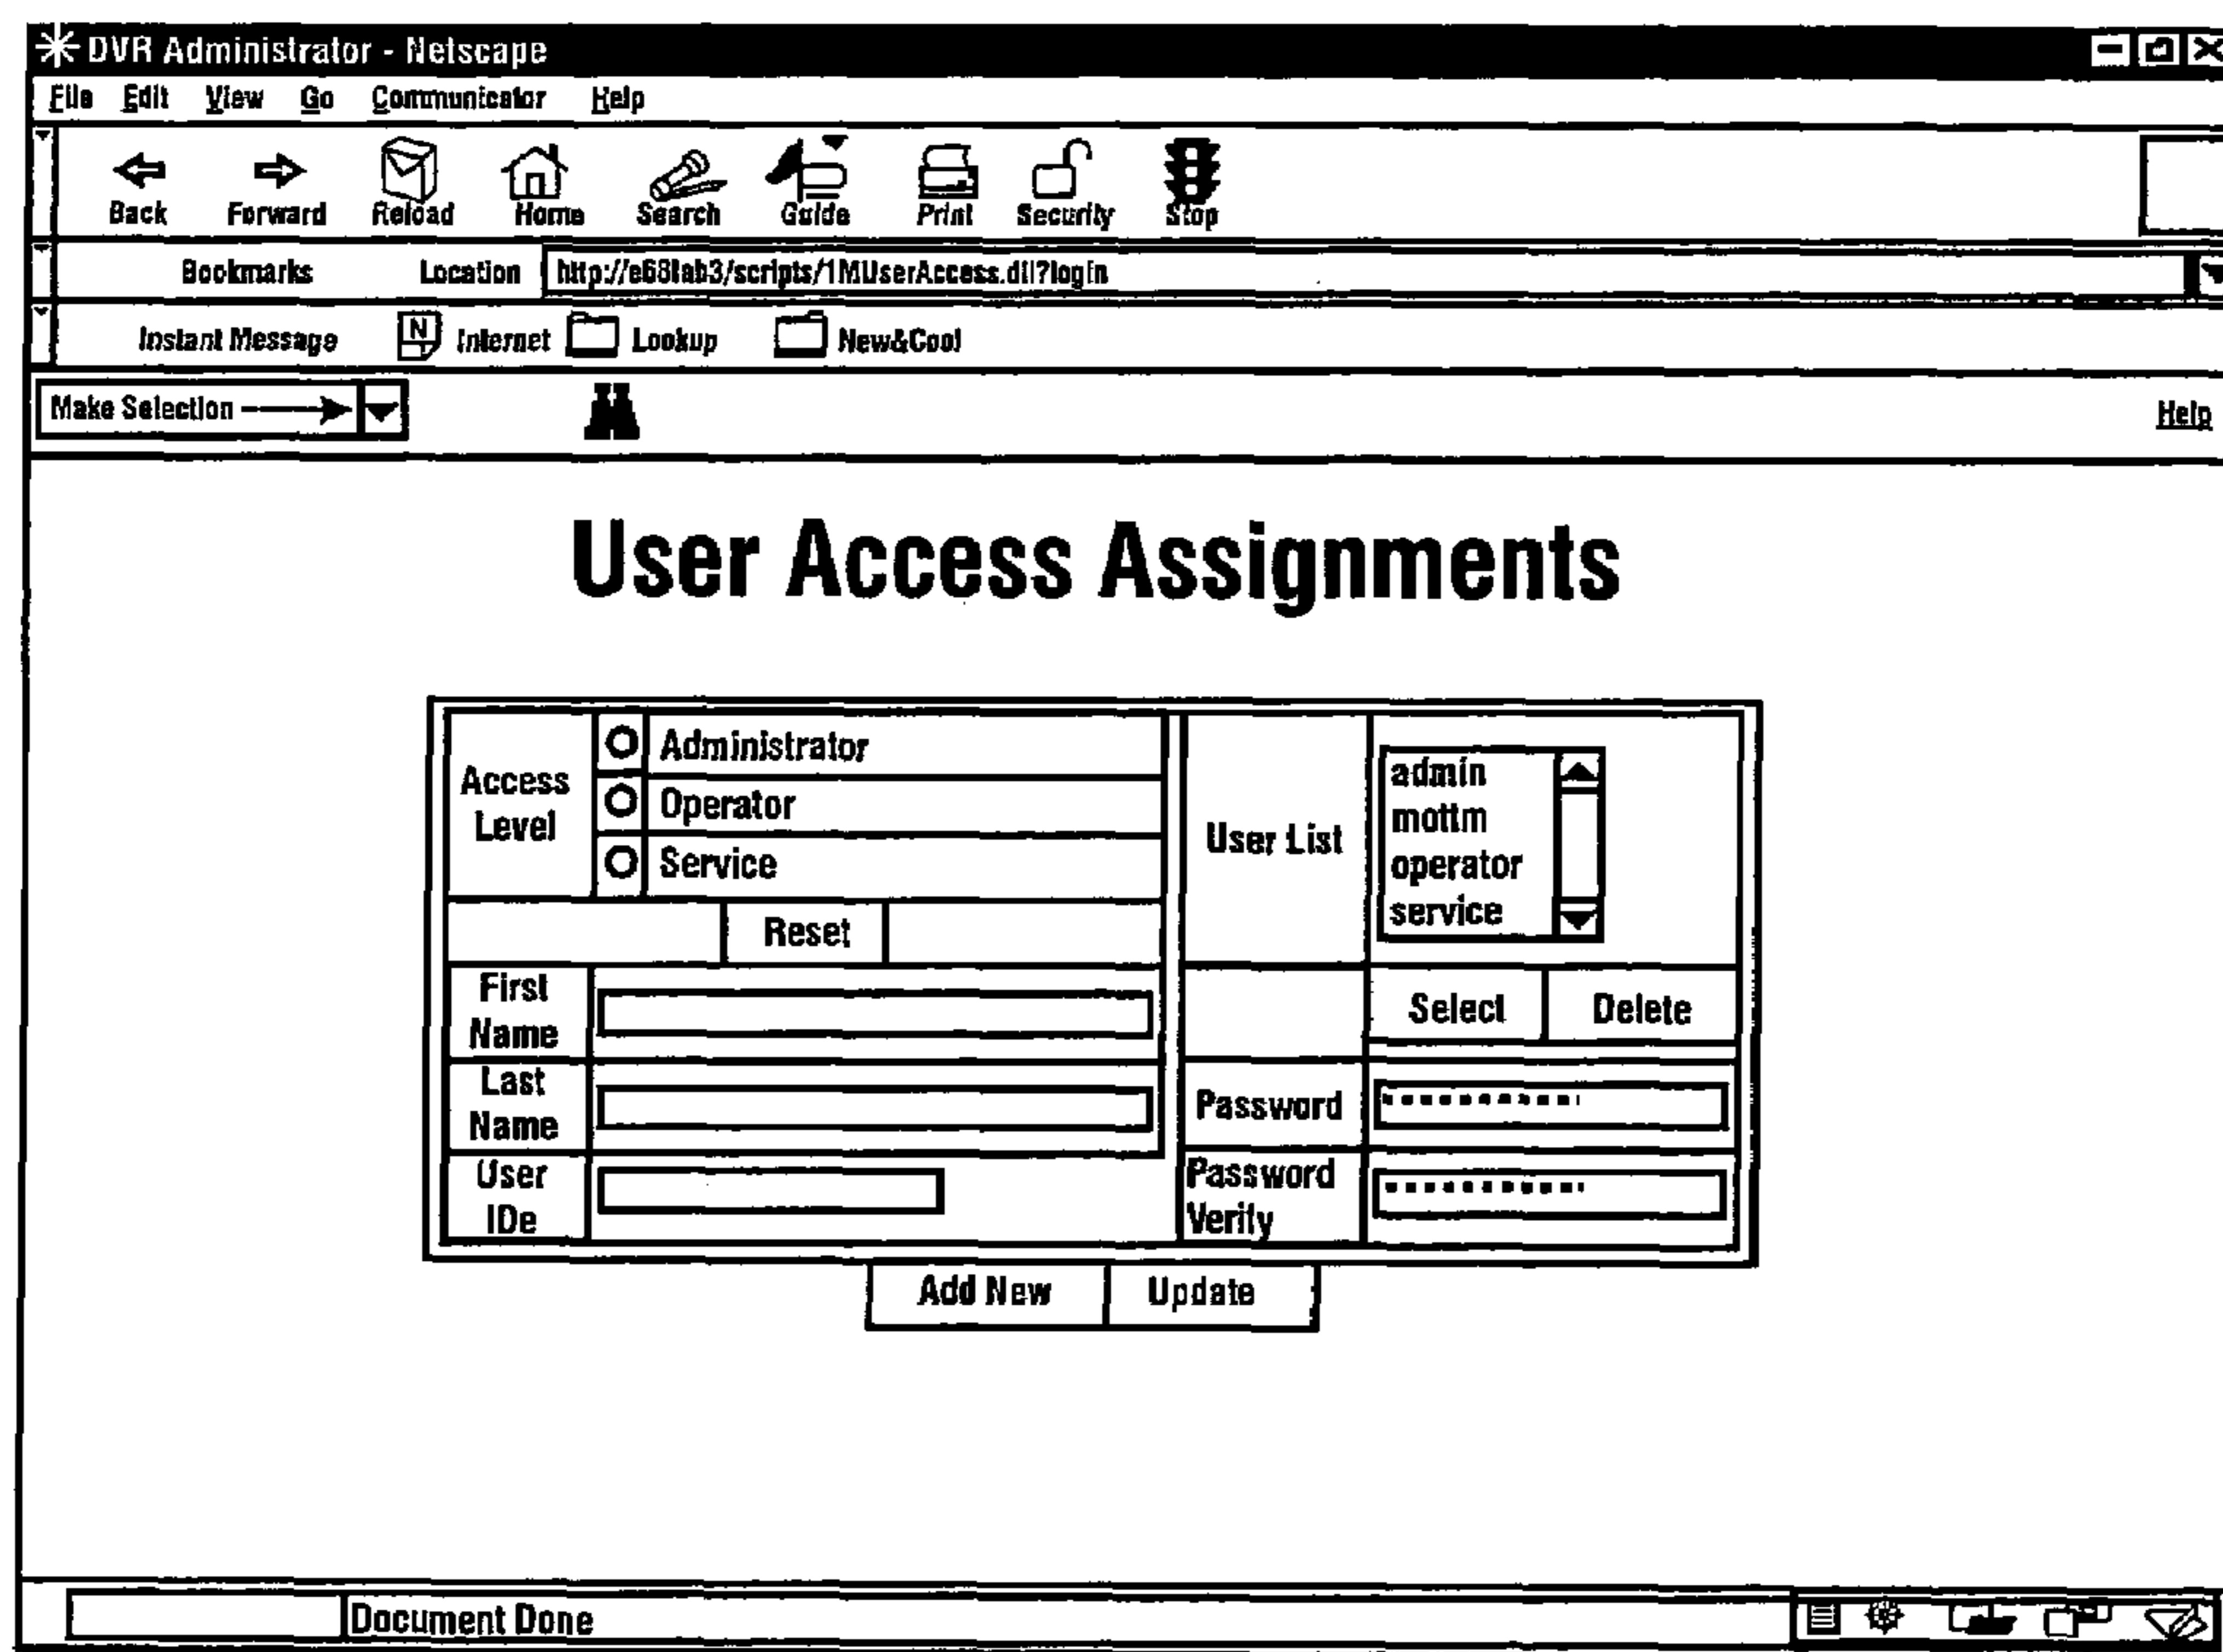 DVR Administrator - Netscape
File Edit View Go Communicator Help
Back Forward Reload Home Search Guide Print Security Stop
Bookmarks Location http://e68lab3/scripts/1MUserAccess.dll?login
Instant Message N Internet Lookup New&Cool
Make Selection
Help
User Access Assignments
Access
Level
Administrator
Operator
Service
Reset
First
Name
Last
Name
User
IDe
User List
admin
mottm
operator
service
Select Delete
Password
Password
Verify
Add New Update
Document Done